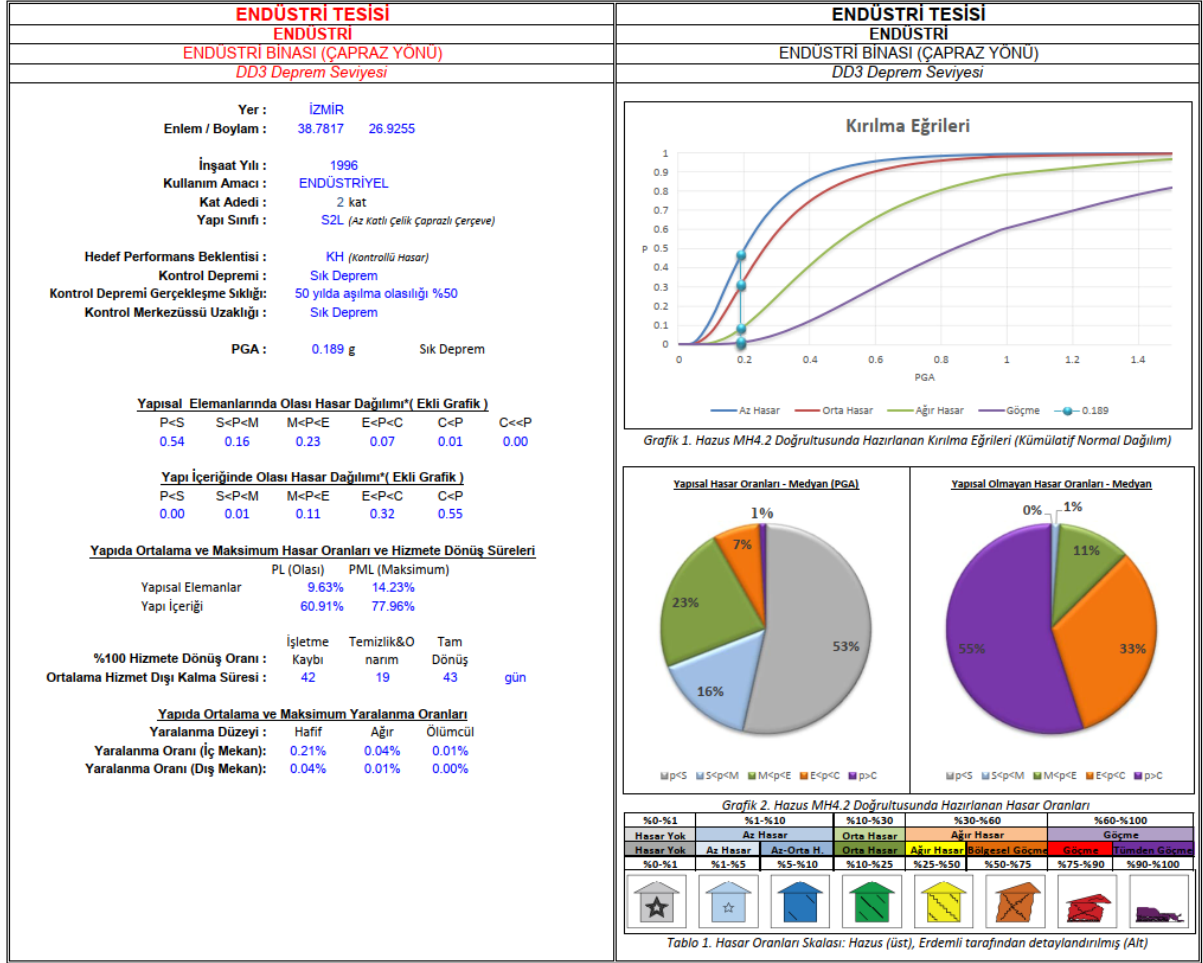 ENDÜSTRİ TESİSİ
ENDÜSTRİ
ENDÜSTRİ BİNASI (ÇAPRAZ YÖNÜ)
DD3 Deprem Seviyesi
Yer : İZMİR
Enlem / Boylam : 38.7817 26.9255
İnşaat Yılı : 1996
Kullanım Amacı : ENDÜSTRİYEL
Kat Adedi : 2 kat
Yapı Sınıfı : S2L (Az Katlı Çelik Çaprazlı Çerçeve)
Hedef Performans Beklentisi : KH (Kontrollü Hasar)
Kontrol Depremi : Sık Deprem
Kontrol Depremi Gerçekleşme Sıklığı: 50 yılda aşılma olasılığı %50
Kontrol Merkezüssü Uzaklığı : Sık Deprem
PGA : 0.189 g Sık Deprem
Yapısal Elemanlarında Olası Hasar Dağılımı*( Ekli Grafik )
P<S S<P<M M<P<E E<P<C C<P C<<P
0.54 0.16 0.23 0.07 0.01 0.00
Yapı İçeriğinde Olası Hasar Dağılımı*( Ekli Grafik )
P<S S<P<M M<P<E E<P<C C<P
0.00 0.01 0.11 0.32 0.55
Yapıda Ortalama ve Maksimum Hasar Oranları ve Hizmete Dönüş Süreleri
PL (Olası) PML (Maksimum)
Yapısal Elemanlar 9.63% 14.23%
Yapı İçeriği 60.91% 77.96%
İşletme Temizlik&O Tam
%100 Hizmete Dönüş Oranı : Kaybı narım Dönüş
Ortalama Hizmet Dışı Kalma Süresi : 42 19 43 gün
Yapıda Ortalama ve Maksimum Yaralanma Oranları
Yaralanma Düzeyi : Hafif Ağır Ölümcül
Yaralanma Oranı (İç Mekan): 0.21% 0.04% 0.01%
Yaralanma Oranı (Dış Mekan): 0.04% 0.01% 0.00%
ENDÜSTRİ TESİSİ
ENDÜSTRİ
ENDÜSTRİ BİNASI (ÇAPRAZ YÖNÜ)
DD3 Deprem Seviyesi
Kırılma Eğrileri
1
0.9
0.8
0.7
0.6
P 0.5
0.4
0.3
0.2
0.1
0
0 0.2 0.4 0.6 0.8 1 1.2 1.4
PGA
Az Hasar Orta Hasar Ağır Hasar Göçme 0.189
Grafik 1. Hazus MH4.2 Doğrultusunda Hazırlanan Kırılma Eğrileri (Kümülatif Normal Dağılım)
Yapısal Hasar Oranları - Medyan (PGA)
1%
7%
23%
53%
16%
p<S S<p<M M<p<E E<p<C p>C
Yapısal Olmayan Hasar Oranları - Medyan
0% 1%
11%
55%
33%
p<S S<p<M M<p<E E<p<C p>C
Grafik 2. Hazus MH4.2 Doğrultusunda Hazırlanan Hasar Oranları
%0-%1 %1-%10 %10-%30 %30-%60 %60-%100
Hasar Yok Az Hasar Orta Hasar Ağır Hasar Göçme
Hasar Yok Az Hasar Az-Orta H. Orta Hasar Ağır Hasar Bölgesel Göçme Göçme Tümden Göçme
%0-%1 %1-%5 %5-%10 %10-%25 %25-%50 %50-%75 %75-%90 %90-%100
Tablo 1. Hasar Oranları Skalası: Hazus (üst), Erdemli tarafından detaylandırılmış (Alt)